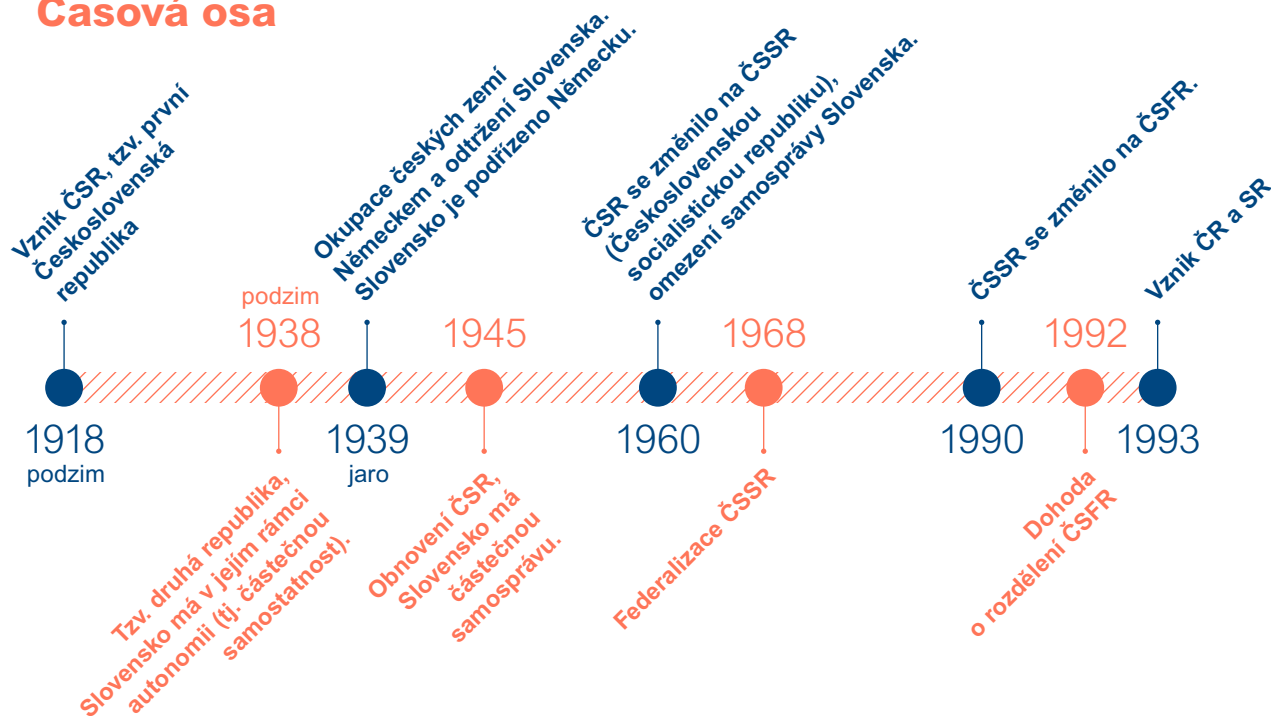 Časová osa
Vznik ČSR, tzv. první
Československá
republika
1918
podzim
podzim
1938
Tzv. druhá republika,
Slovensko má v jejím rámci
autonomii (tj. částečnou
samostatnost).
Okupace českých zemí
Německem a odtržení Slovenska.
Slovensko je podřízeno Německu.
1939
jaro
1945
Obnovení ČSR,
Slovensko má
částečnou
samosprávu.
ČSR se změnilo na ČSSR
(Československou
socialistickou republiku),
omezení samosprávy Slovenska.
1960
1968
Federalizace ČSSR
ČSSR se změnilo na ČSFR.
1990
1992
Dohoda
o rozdělení ČSFR
Vznik ČR a SR
1993